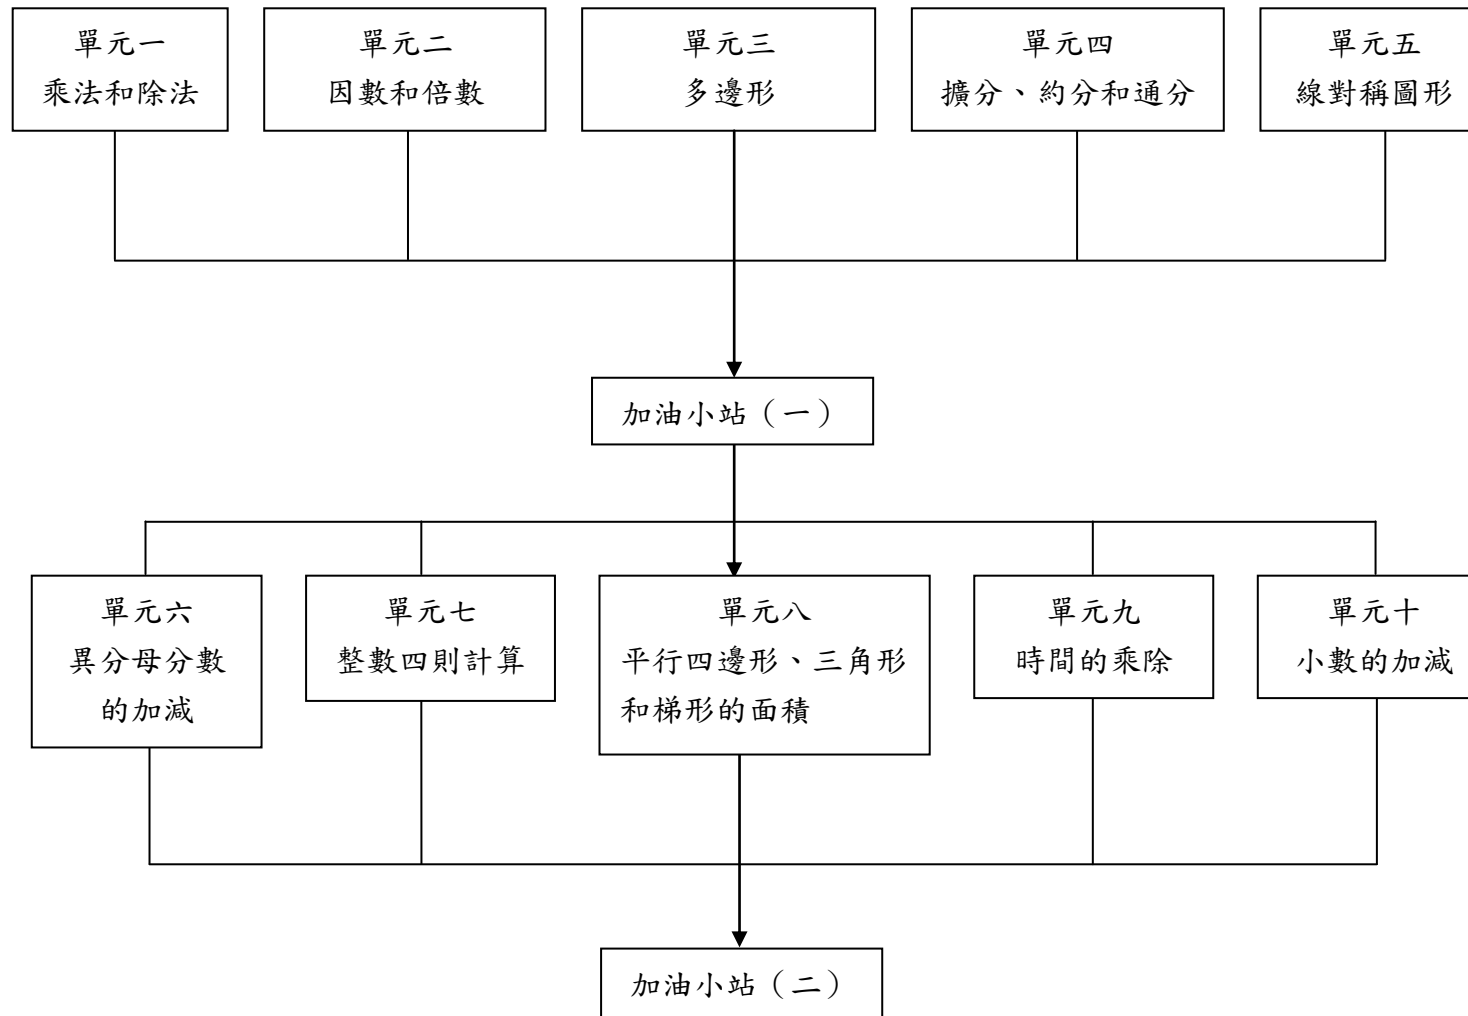 單元一
乘法和除法
單元二
因數和倍數
單元三
多邊形
單元四
擴分、約分和通分
單元五
線對稱圖形
加油小站（一）
單元六
異分母分數
的加減
單元七
整數四則計算
單元八
平行四邊形、三角形
和梯形的面積
單元九
時間的乘除
單元十
小數的加減
加油小站（二）